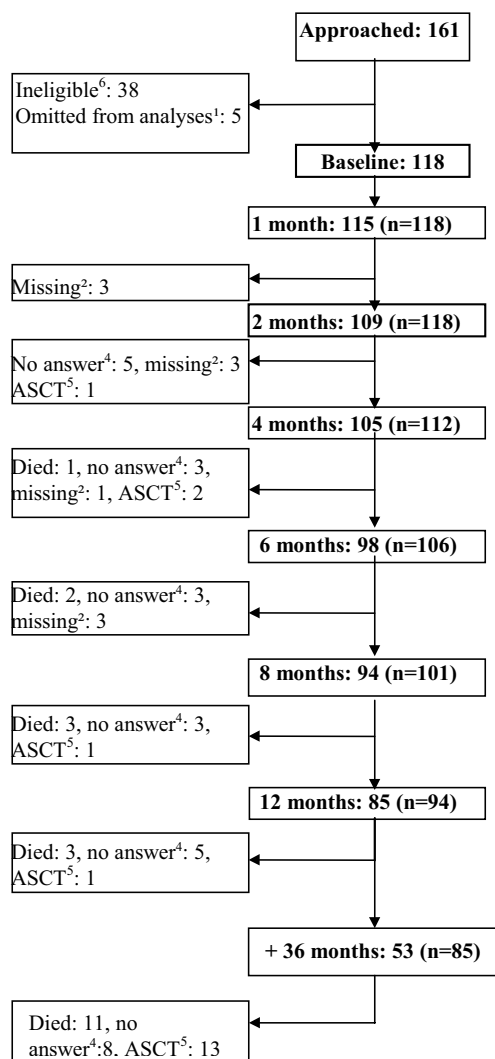 Approached: 161
Ineligible⁶: 38
Omitted from analyses¹: 5
Baseline: 118
1 month: 115 (n=118)
Missing²: 3
2 months: 109 (n=118)
No answer⁴: 5, missing²: 3
ASCT⁵: 1
4 months: 105 (n=112)
Died: 1, no answer⁴: 3,
missing²: 1, ASCT⁵: 2
6 months: 98 (n=106)
Died: 2, no answer⁴: 3,
missing²: 3
8 months: 94 (n=101)
Died: 3, no answer⁴: 3,
ASCT⁵: 1
12 months: 85 (n=94)
Died: 3, no answer⁴: 5,
ASCT⁵: 1
+ 36 months: 53 (n=85)
Died: 11, no
answer⁴:8, ASCT⁵: 13